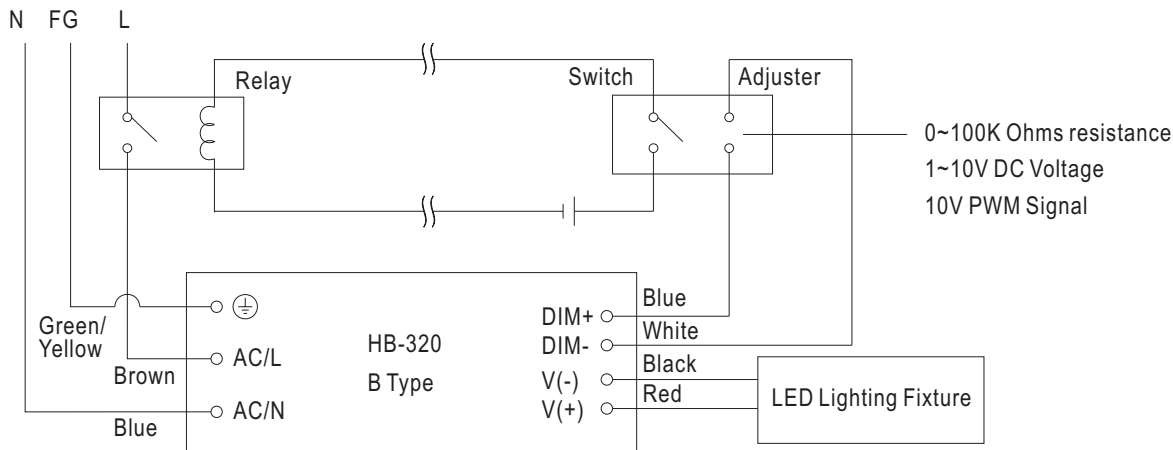 N FG L
Relay
Switch
Adjuster
0~100K Ohms resistance
1~10V DC Voltage
10V PWM Signal
Green/
Yellow
Brown
Blue
AC/L
AC/N
HB-320
B Type
DIM+
DIM-
V(-)
V(+)
Blue
White
Black
Red
LED Lighting Fixture